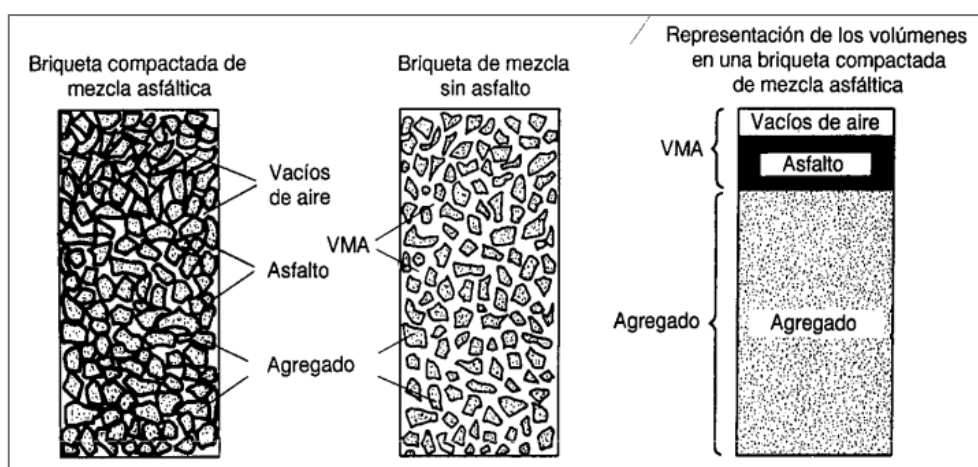 Briqueta compactada de
mezcla asfáltica
Vacíos
de aire
Asfalto
Agregado
Briqueta de mezcla
sin asfalto
VMA
Representación de los volúmenes
en una briqueta compactada
de mezcla asfáltica
VMA
Vacíos de aire
Asfalto
Agregado
Agregado